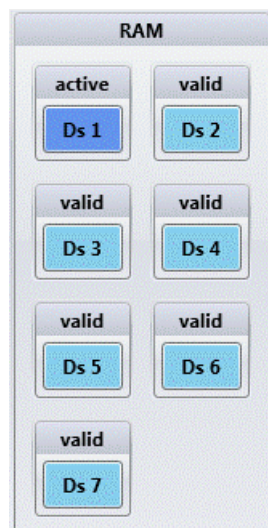 RAM
active valid
Ds 1 Ds 2
valid valid
Ds 3 Ds 4
valid valid
Ds 5 Ds 6
valid
Ds 7